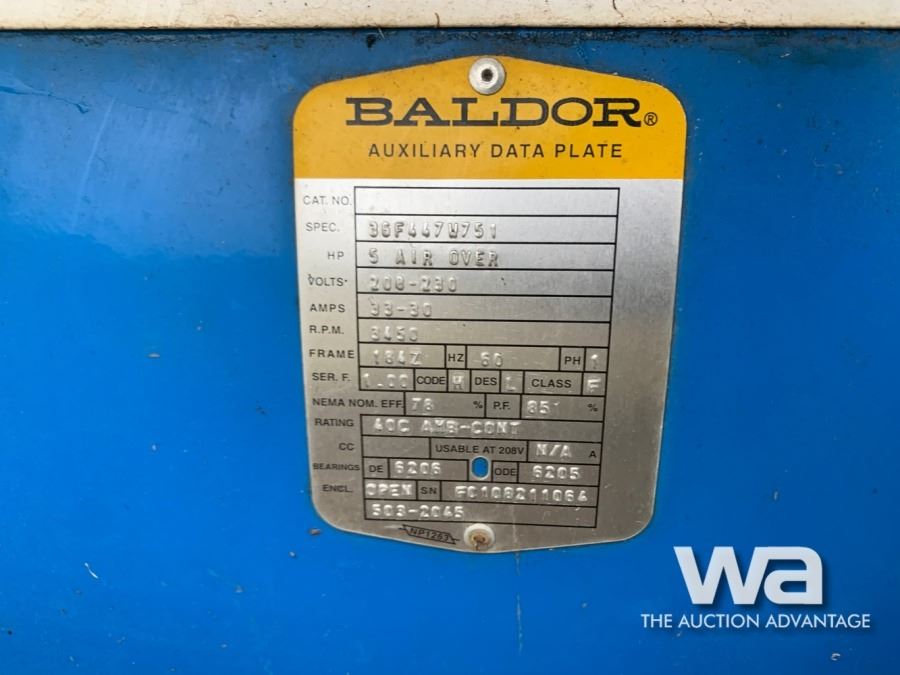 BALDOR®
AUXILIARY DATA PLATE
CAT. NO.
SPEC. 36F447W751
HP 5 AIR OVER
VOLTS 208-230
AMPS 33-30
R.P.M. 3450
FRAME 184Z HZ 60 PH 1
SER. F. 1.00 CODE H DES L CLASS F
NEMA NOM. EFF. 78 % P.F. 851 %
RATING 40C AMB-CONT
CC USABLE AT 208V N/A A
BEARINGS DE 6206 ODE 6205
ENCL. OPEN SN FC108211064
503-2045
NP1263
wa
THE AUCTION ADVANTAGE